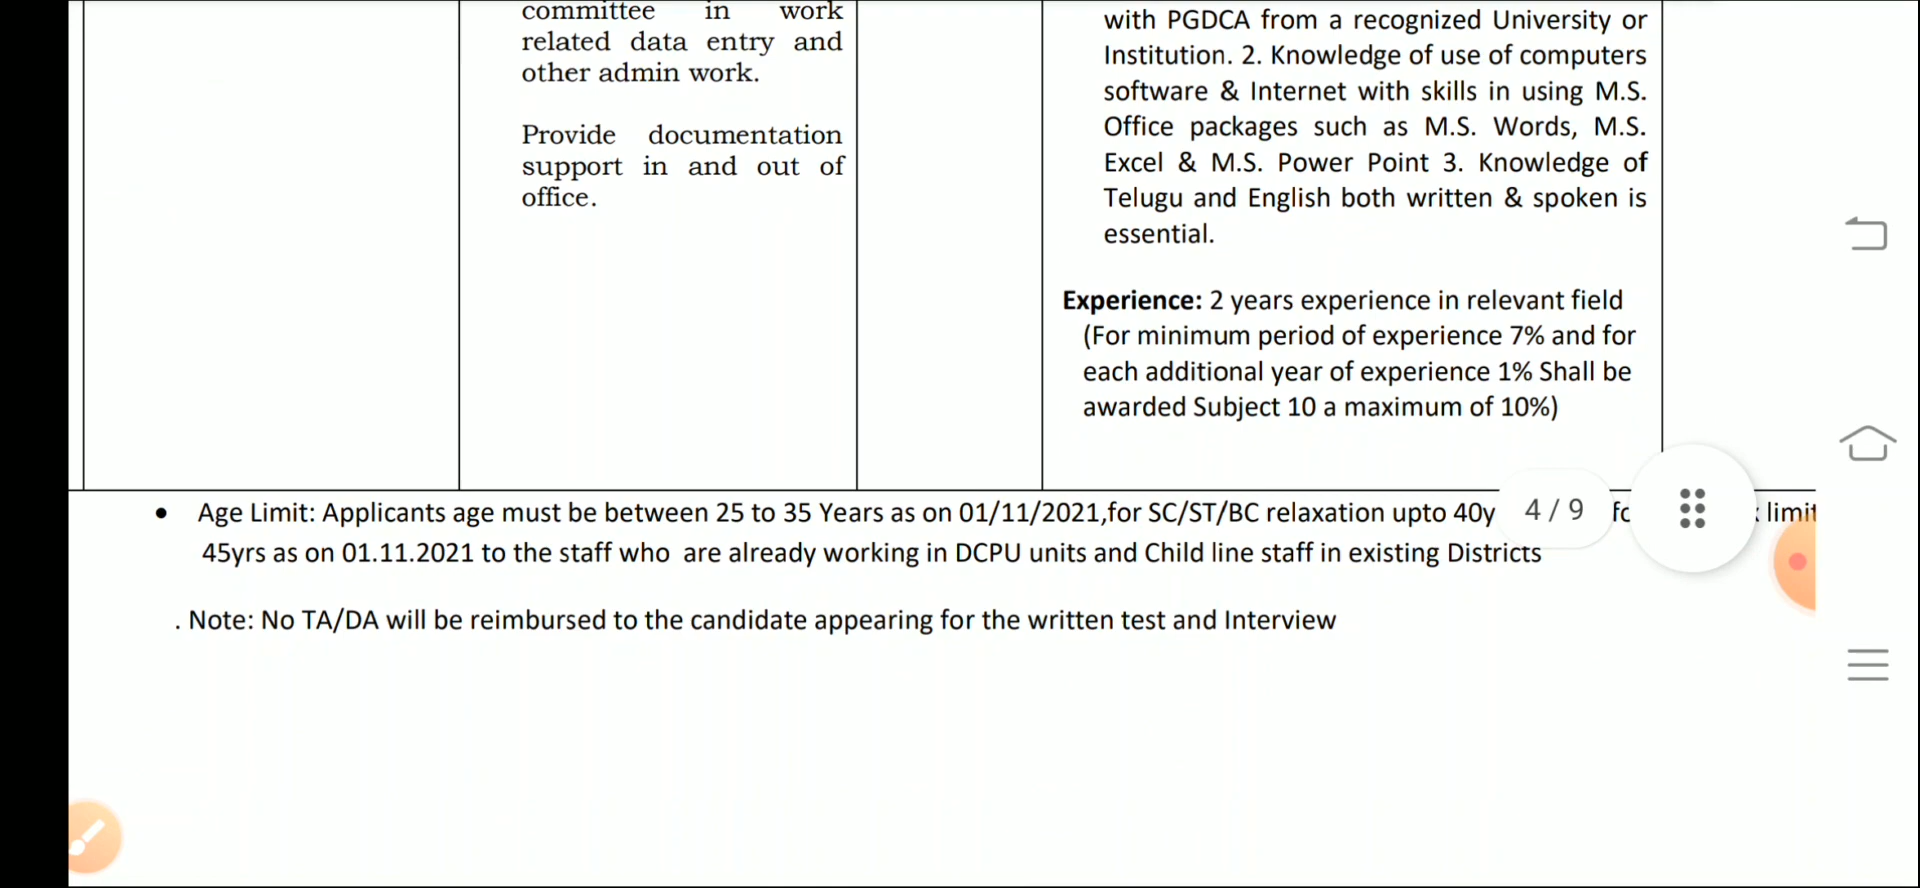 committee in work
related data entry and
other admin work.
Provide documentation
support in and out of
office.
with PGDCA from a recognized University or
Institution. 2. Knowledge of use of computers
software & Internet with skills in using M.S.
Office packages such as M.S. Words, M.S.
Excel & M.S. Power Point 3. Knowledge of
Telugu and English both written & spoken is
essential.
Experience: 2 years experience in relevant field
(For minimum period of experience 7% and for
each additional year of experience 1% Shall be
awarded Subject 10 a maximum of 10%)
• Age Limit: Applicants age must be between 25 to 35 Years as on 01/11/2021,for SC/ST/BC relaxation upto 40y limit
4 / 9
45yrs as on 01.11.2021 to the staff who are already working in DCPU units and Child line staff in existing Districts
. Note: No TA/DA will be reimbursed to the candidate appearing for the written test and Interview